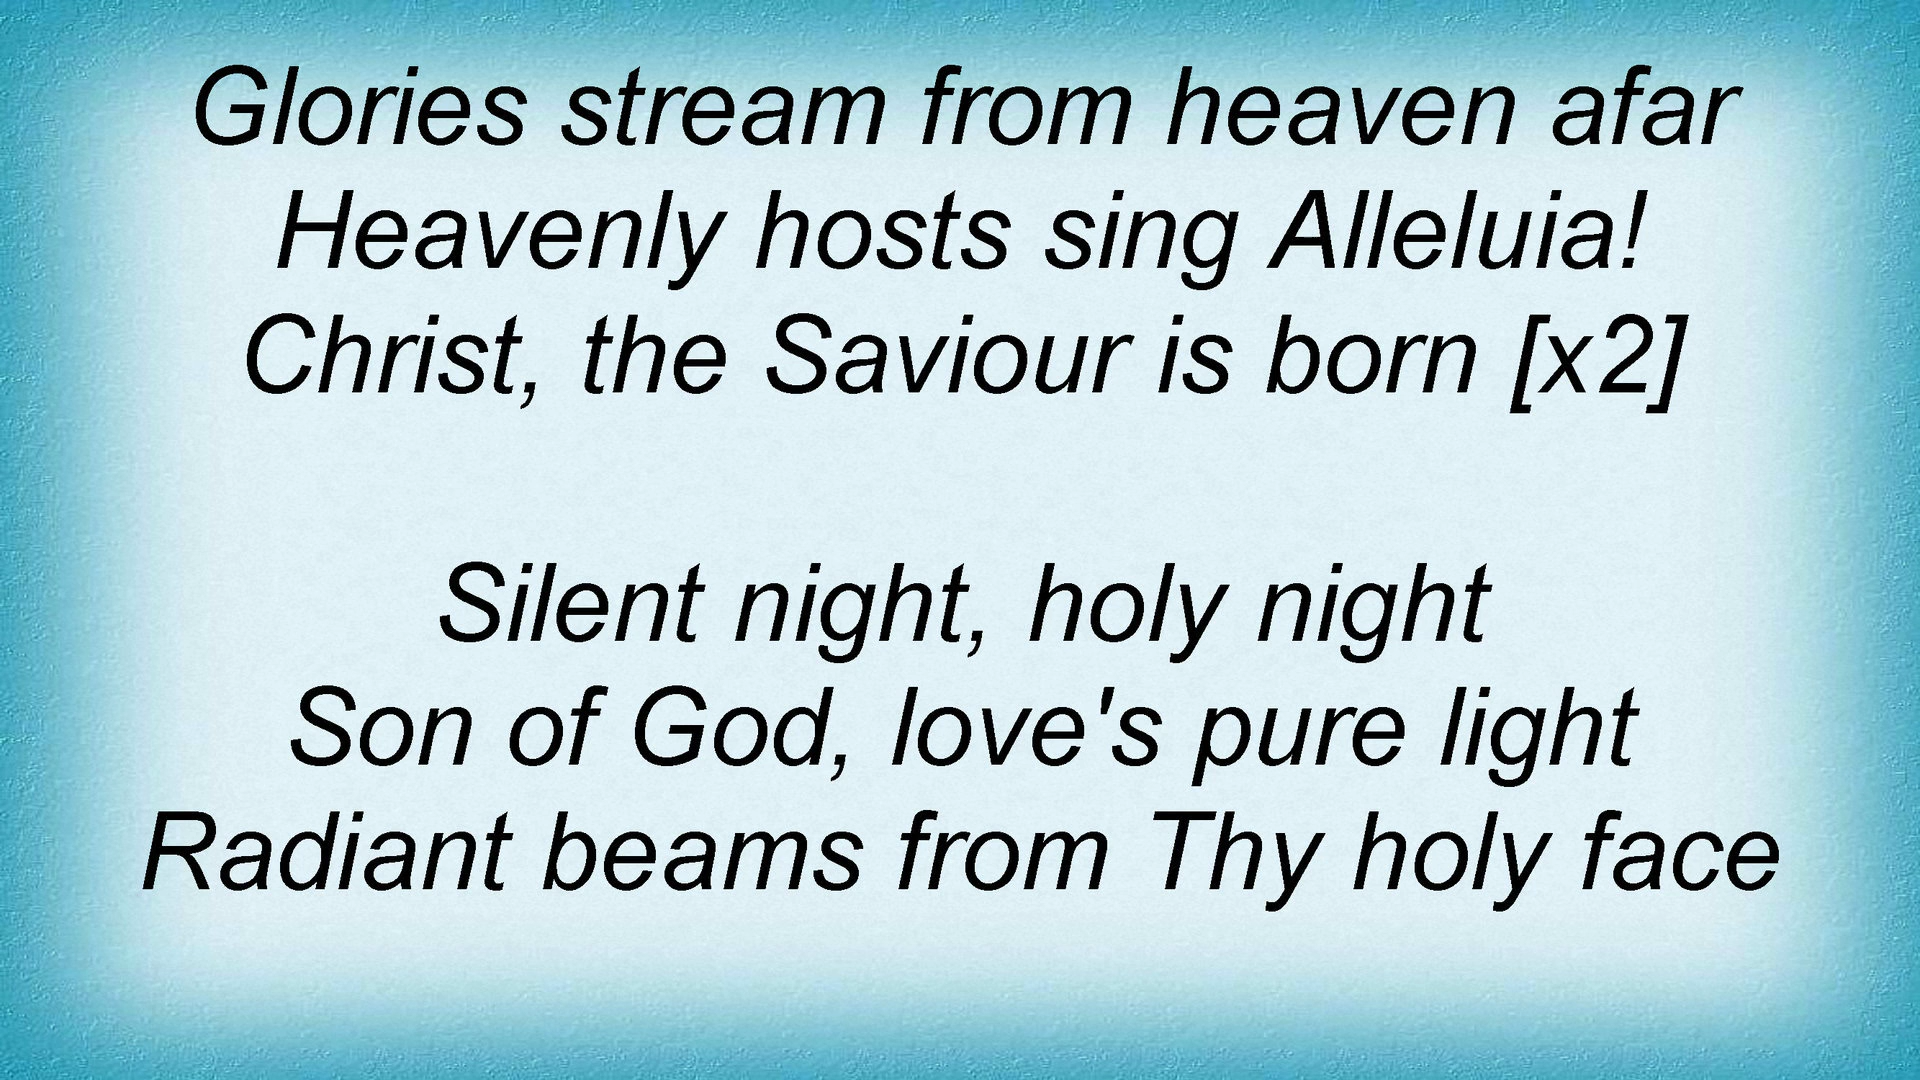 Glories stream from heaven afar
Heavenly hosts sing Alleluia!
Christ, the Saviour is born [x2]
Silent night, holy night
Son of God, love's pure light
Radiant beams from Thy holy face